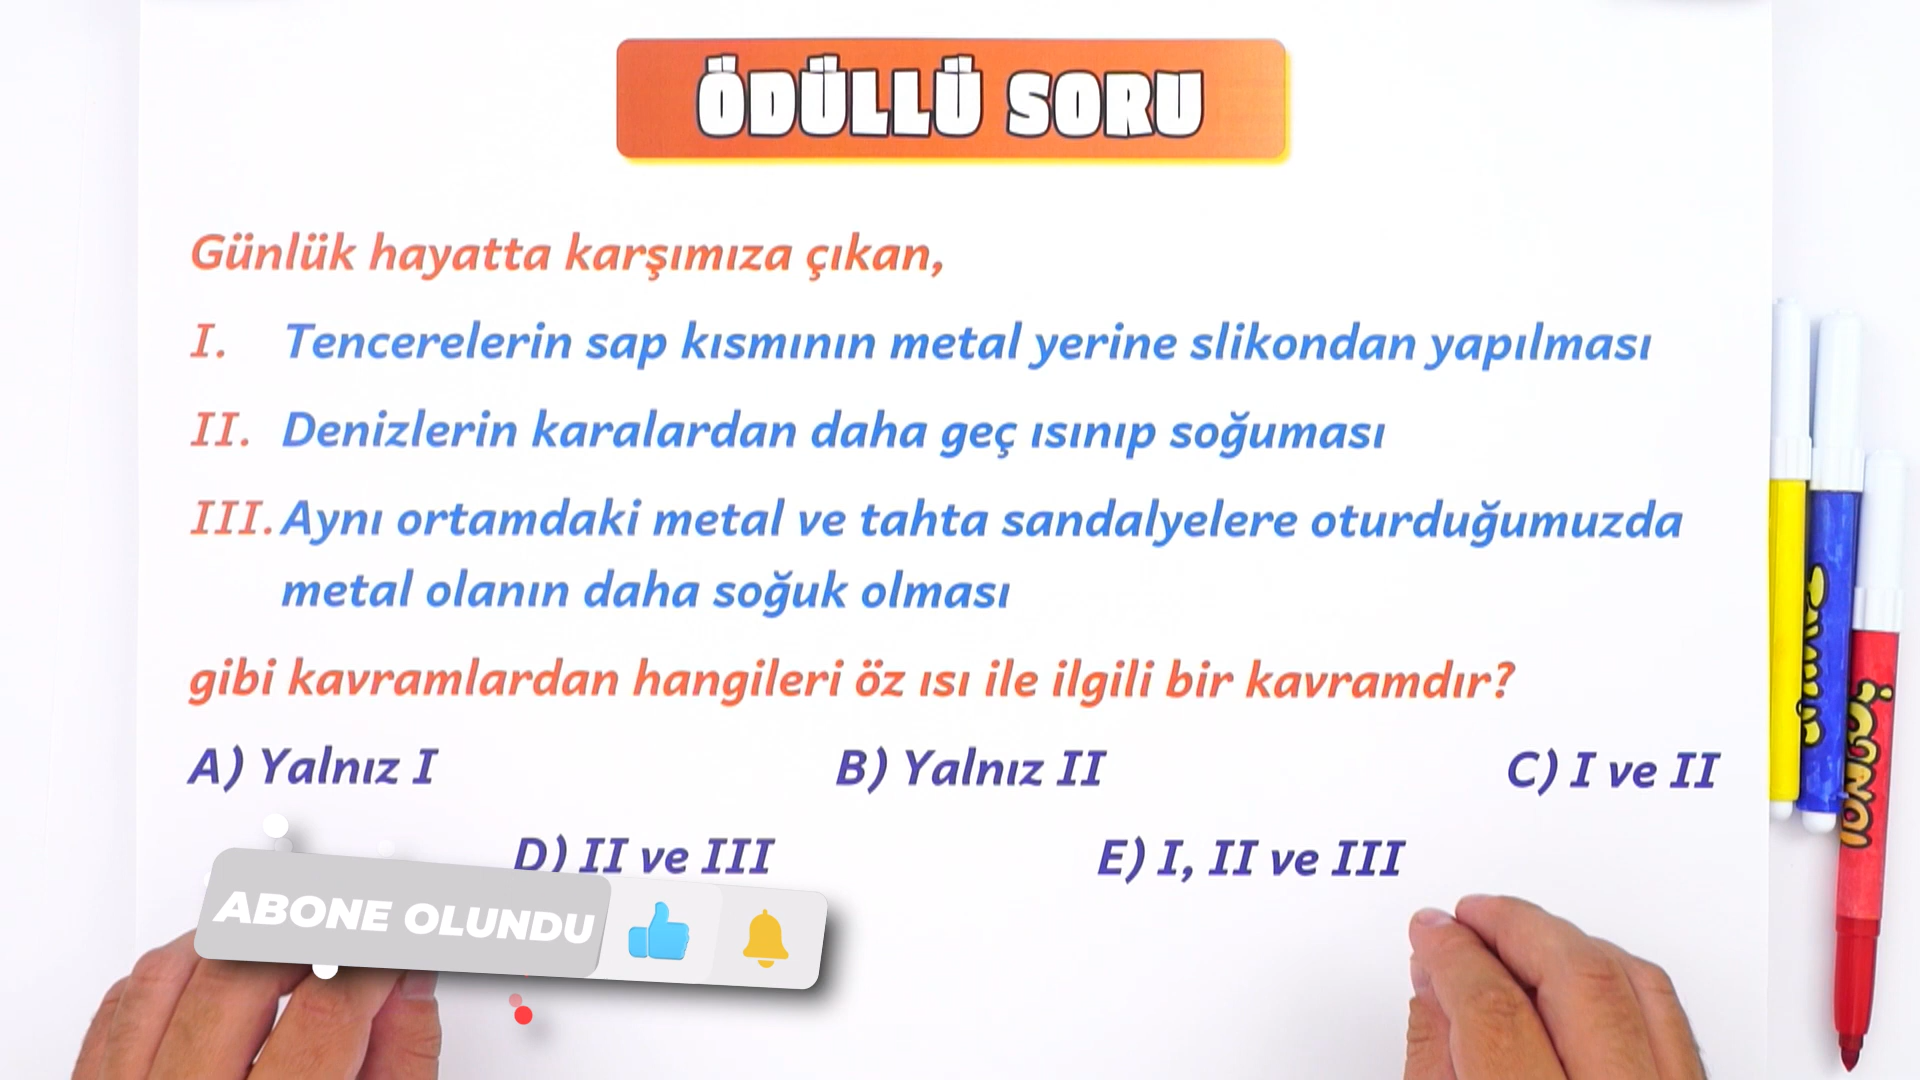 ÖDÜLLÜ SORU
Günlük hayatta karşımıza çıkan,
I. Tencerelerin sap kısmının metal yerine slikondan yapılması
II. Denizlerin karalardan daha geç ısınıp soğuması
III. Aynı ortamdaki metal ve tahta sandalyelere oturduğumuzda
metal olanın daha soğuk olması
gibi kavramlardan hangileri öz ısı ile ilgili bir kavramdır?
A) Yalnız I B) Yalnız II C) I ve II
D) II ve III E) I, II ve III
ABONE OLUNDU